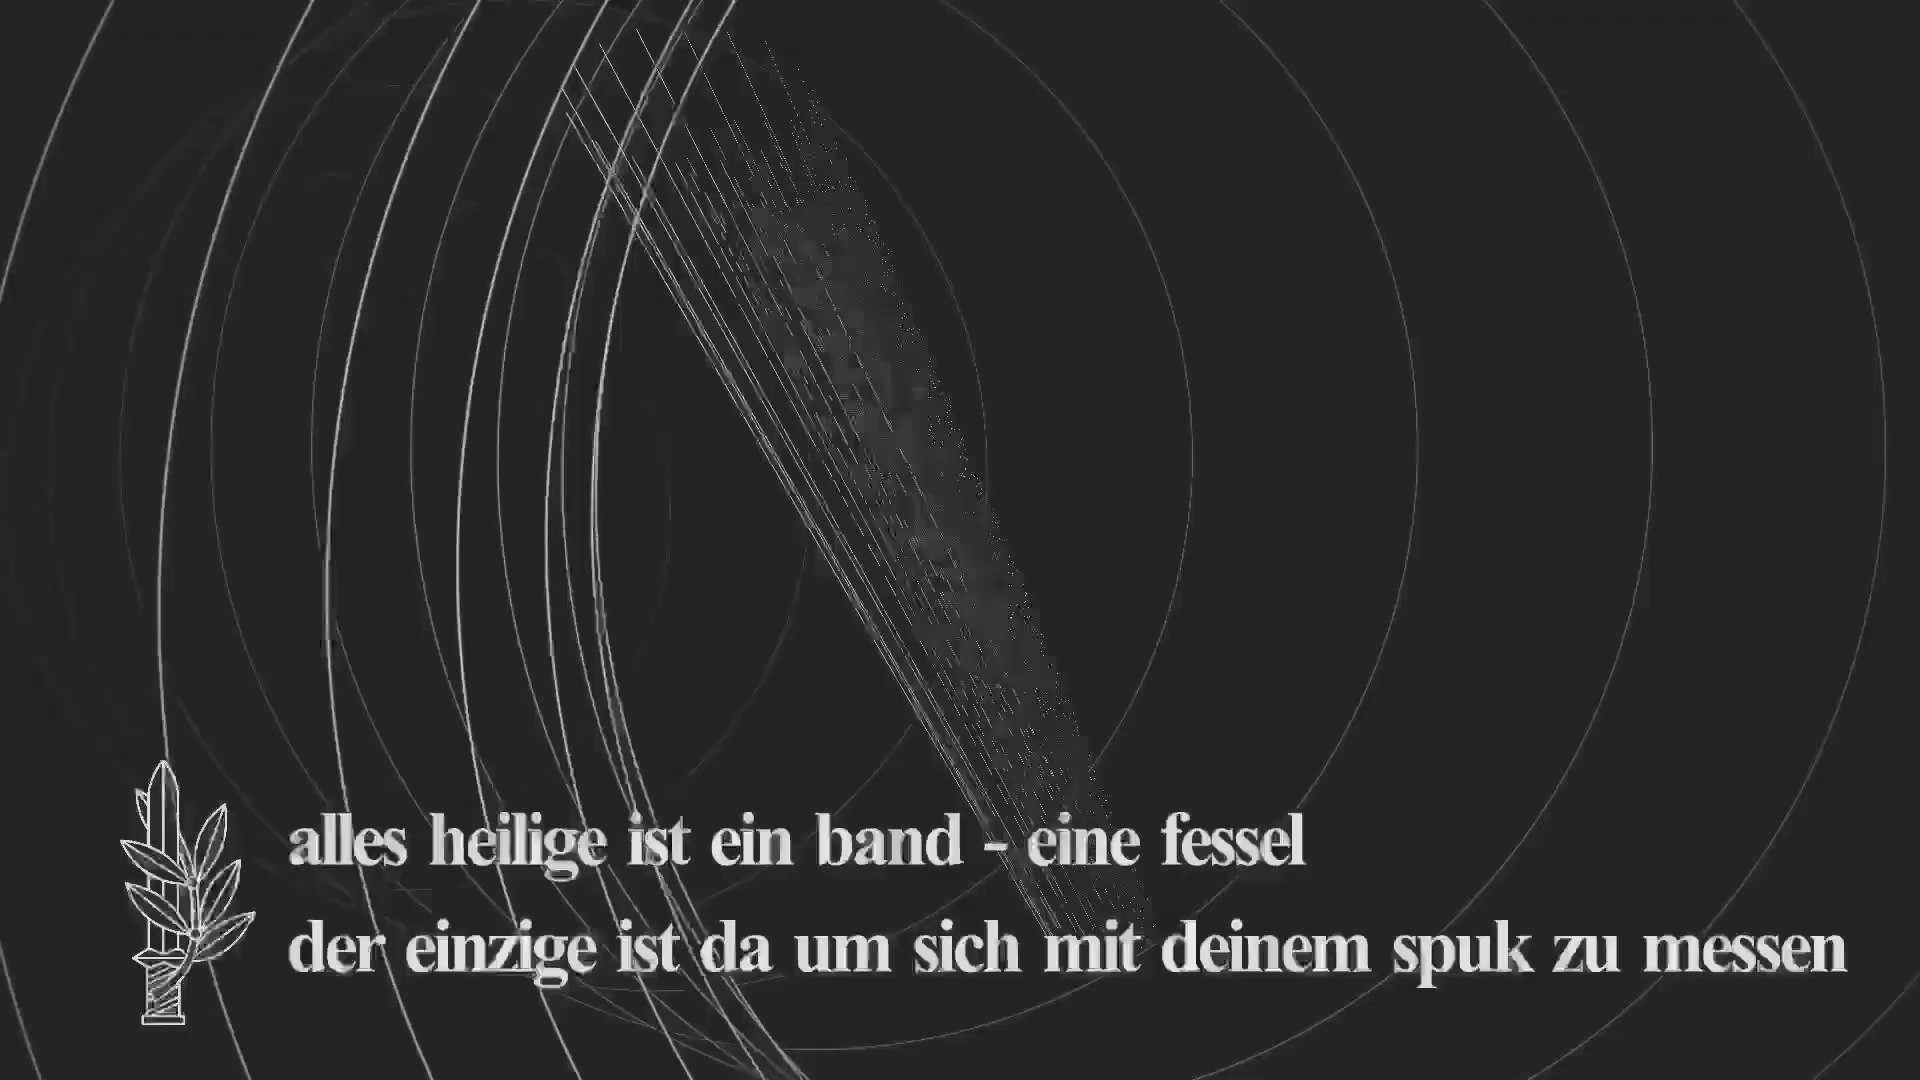 alles heilige ist ein band - eine fessel
der einzige ist da um sich mit deinem spuk zu messen